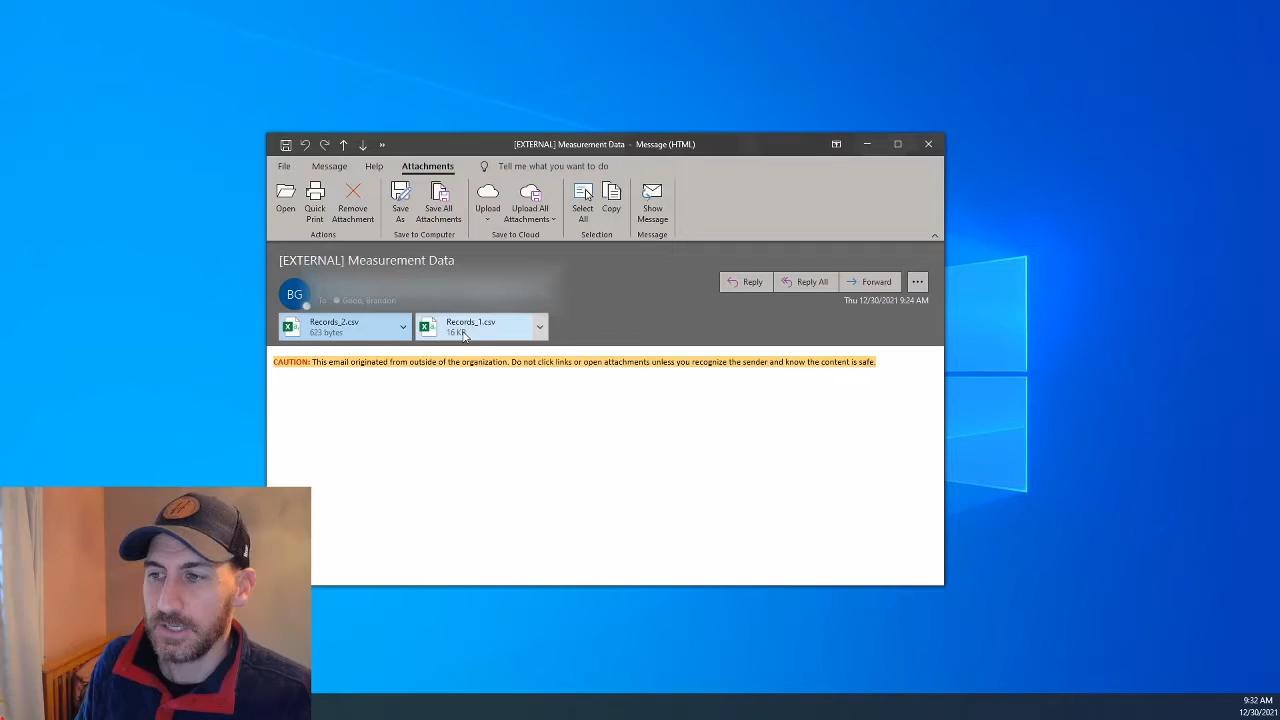 [EXTERNAL] Measurement Data - Message (HTML)
File Message Help Attachments Tell me what you want to do
Open Quick Print Remove Attachment Save As Save All Attachments Upload Upload All Attachments Select All Copy Show Message
Actions Save to Computer Save to Cloud Selection Message
[EXTERNAL] Measurement Data
BG
To Good, Brandon
Reply Reply All Forward
Thu 12/30/2021 9:24 AM
Records_2.csv
623 bytes
Records_1.csv
16 KB
CAUTION: This email originated from outside of the organization. Do not click links or open attachments unless you recognize the sender and know the content is safe.
9:32 AM
12/30/2021